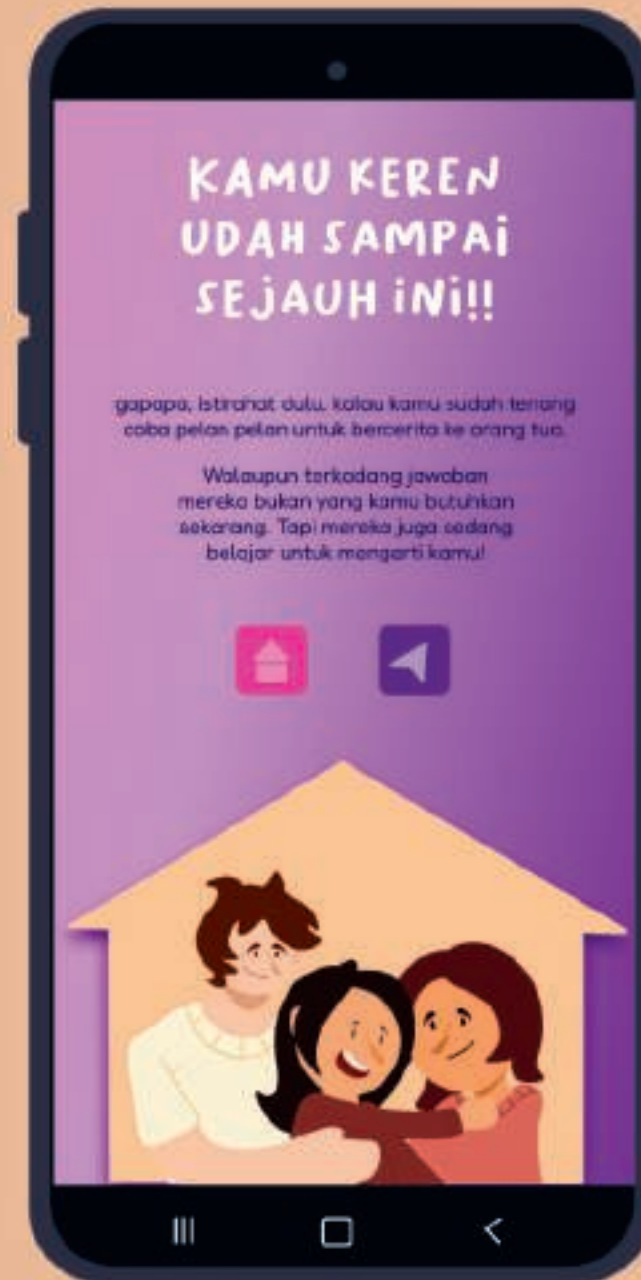 KAMU KEREN
UDAH SAMPAI
SEJAUH INI!!
gapapa, Istirahat dulu, kalau kamu sudah tenang
coba pelan pelan untuk bercerita ke orang tua.
Walaupun terkadang jawaban
mereka bukan yang kamu butuhkan
sekarang. Tapi mereka juga sedang
belajar untuk mengerti kamu!